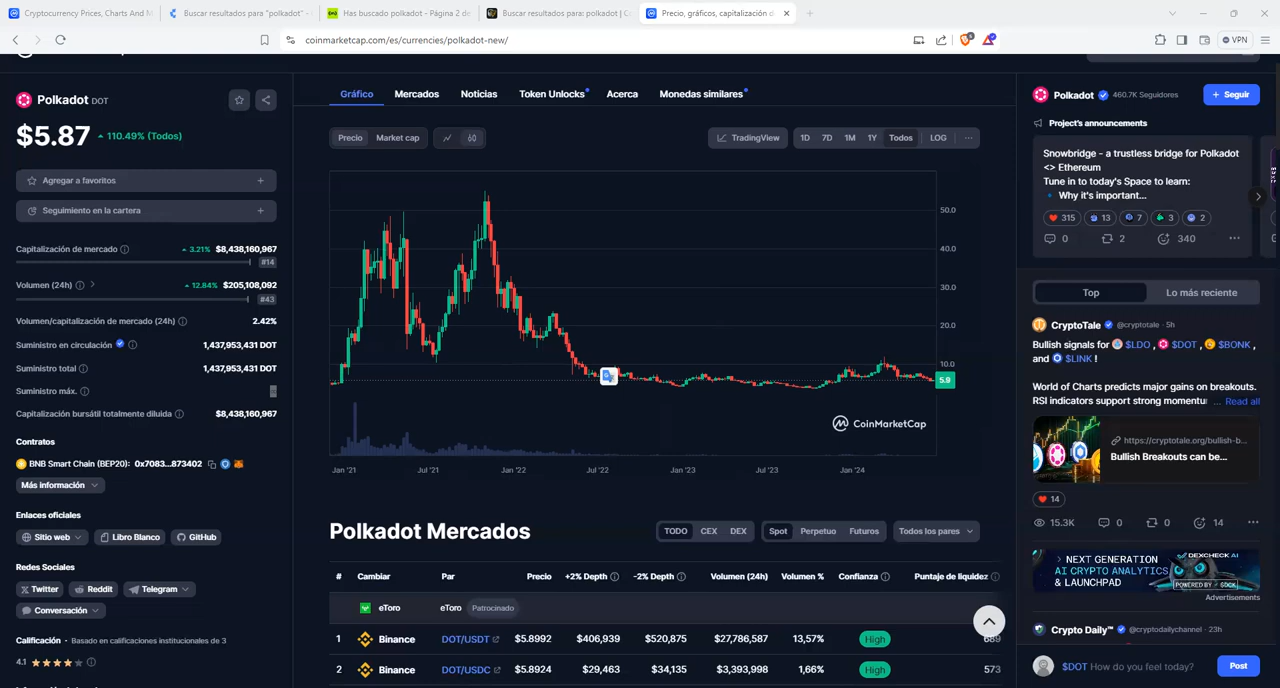 Cryptocurrency Prices, Charts And M
Buscar resultados para "polkadot" -
Has buscado polkadot - Página 2 de
Buscar resultados para: polkadot | C
Precio, gráficos, capitalización d
coinmarketcap.com/es/currencies/polkadot-new/
VPN
Polkadot DOT
$5.87 110.49% (Todos)
Agregar a favoritos
Seguimiento en la cartera
Capitalización de mercado 3.21% $8,438,160,967
#14
Volumen (24h) 12.84% $205,108,092
#43
Volumen/capitalización de mercado (24h) 2.42%
Suministro en circulación 1,437,953,431 DOT
Suministro total 1,437,953,431 DOT
Suministro máx.
Capitalización bursátil totalmente diluida $8,438,160,967
Contratos
BNB Smart Chain (BEP20): 0x7083...873402
Más información
Enlaces oficiales
Sitio web Libro Blanco GitHub
Redes Sociales
Twitter Reddit Telegram
Conversación
Calificación · Basado en calificaciones institucionales de 3
4.1
Gráfico Mercados Noticias Token Unlocks Acerca Monedas similares
Precio Market cap TradingView 1D 7D 1M 1Y Todos LOG ...
50.0
40.0
30.0
20.0
10.0
5.9
CoinMarketCap
Jan '21 Jul '21 Jan '22 Jul '22 Jan '23 Jul '23 Jan '24
Polkadot Mercados
TODO CEX DEX Spot Perpetuo Futuros Todos los pares
# Cambiar Par Precio +2% Depth -2% Depth Volumen (24h) Volumen % Confianza Puntaje de liquidez
eToro eToro Patrocinado
1 Binance DOT/USDT $5.8992 $406,939 $520,875 $27,786,587 13,57% High 689
2 Binance DOT/USDC $5.8924 $29,463 $34,135 $3,393,998 1,66% High 573
Polkadot 460.7K Seguidores + Seguir
Project's announcements
Snowbridge - a trustless bridge for Polkadot
<> Ethereum
Tune in to today's Space to learn:
Why it's important...
315 13 7 3 2
0 2 340 ...
Top Lo más reciente
CryptoTale @cryptotale · 5h
Bullish signals for $LDO , $DOT , $BONK ,
and $LINK !
World of Charts predicts major gains on breakouts.
RSI indicators support strong momentu ... Read all
https://cryptotale.org/bullish-b...
Bullish Breakouts can be...
14
15.3K 0 0 14 ...
NEXT GENERATION
AI CRYPTO ANALYTICS
& LAUNCHPAD
DEXCHECK AI
POWERED BY $DCK
Advertisements
Crypto Daily™ @cryptodailychannel · 23h
$DOT How do you feel today? Post